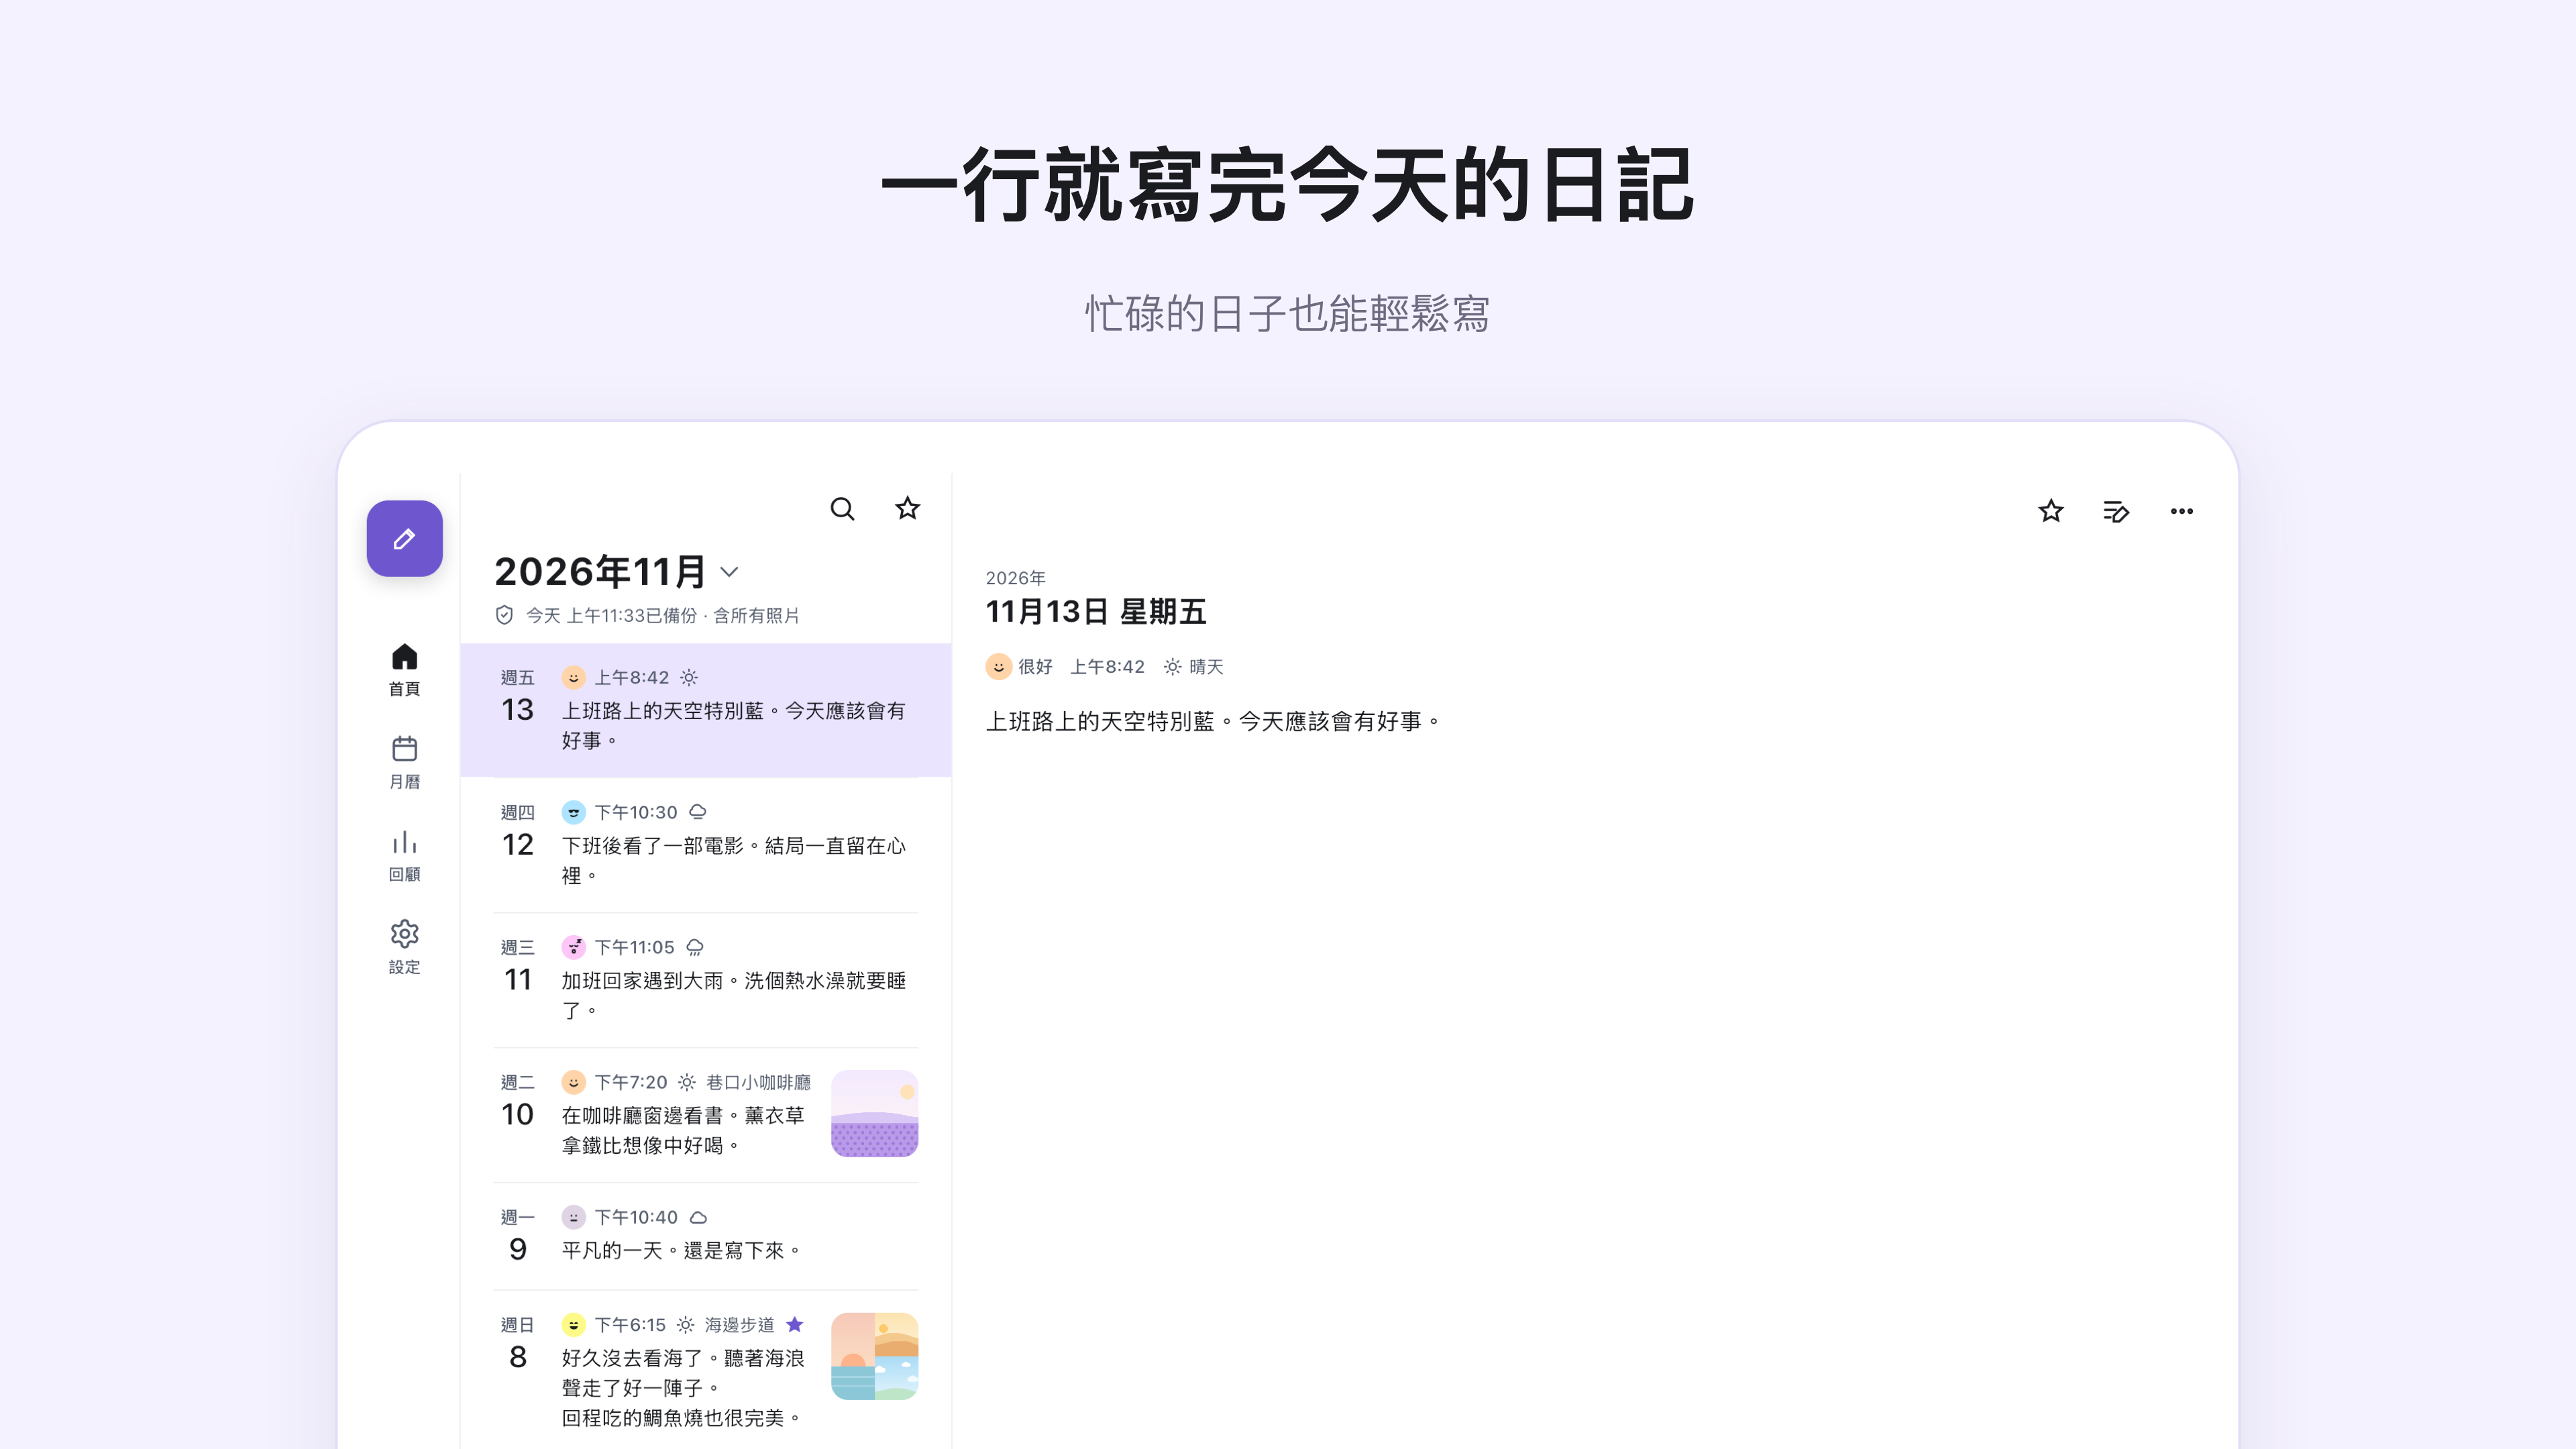 一行就寫完今天的日記
忙碌的日子也能輕鬆寫
首頁
月曆
回顧
設定
2026年11月
今天 上午11:33已備份 · 含所有照片
週五
13
上午8:42
上班路上的天空特別藍。今天應該會有
好事。
週四
12
下午10:30
下班後看了一部電影。結局一直留在心
裡。
週三
11
下午11:05
加班回家遇到大雨。洗個熱水澡就要睡
了。
週二
10
下午7:20 巷口小咖啡廳
在咖啡廳窗邊看書。薰衣草
拿鐵比想像中好喝。
週一
9
下午10:40
平凡的一天。還是寫下來。
週日
8
下午6:15 海邊步道
好久沒去看海了。聽著海浪
聲走了好一陣子。
回程吃的鯛魚燒也很完美。
2026年
11月13日 星期五
很好 上午8:42 晴天
上班路上的天空特別藍。今天應該會有好事。